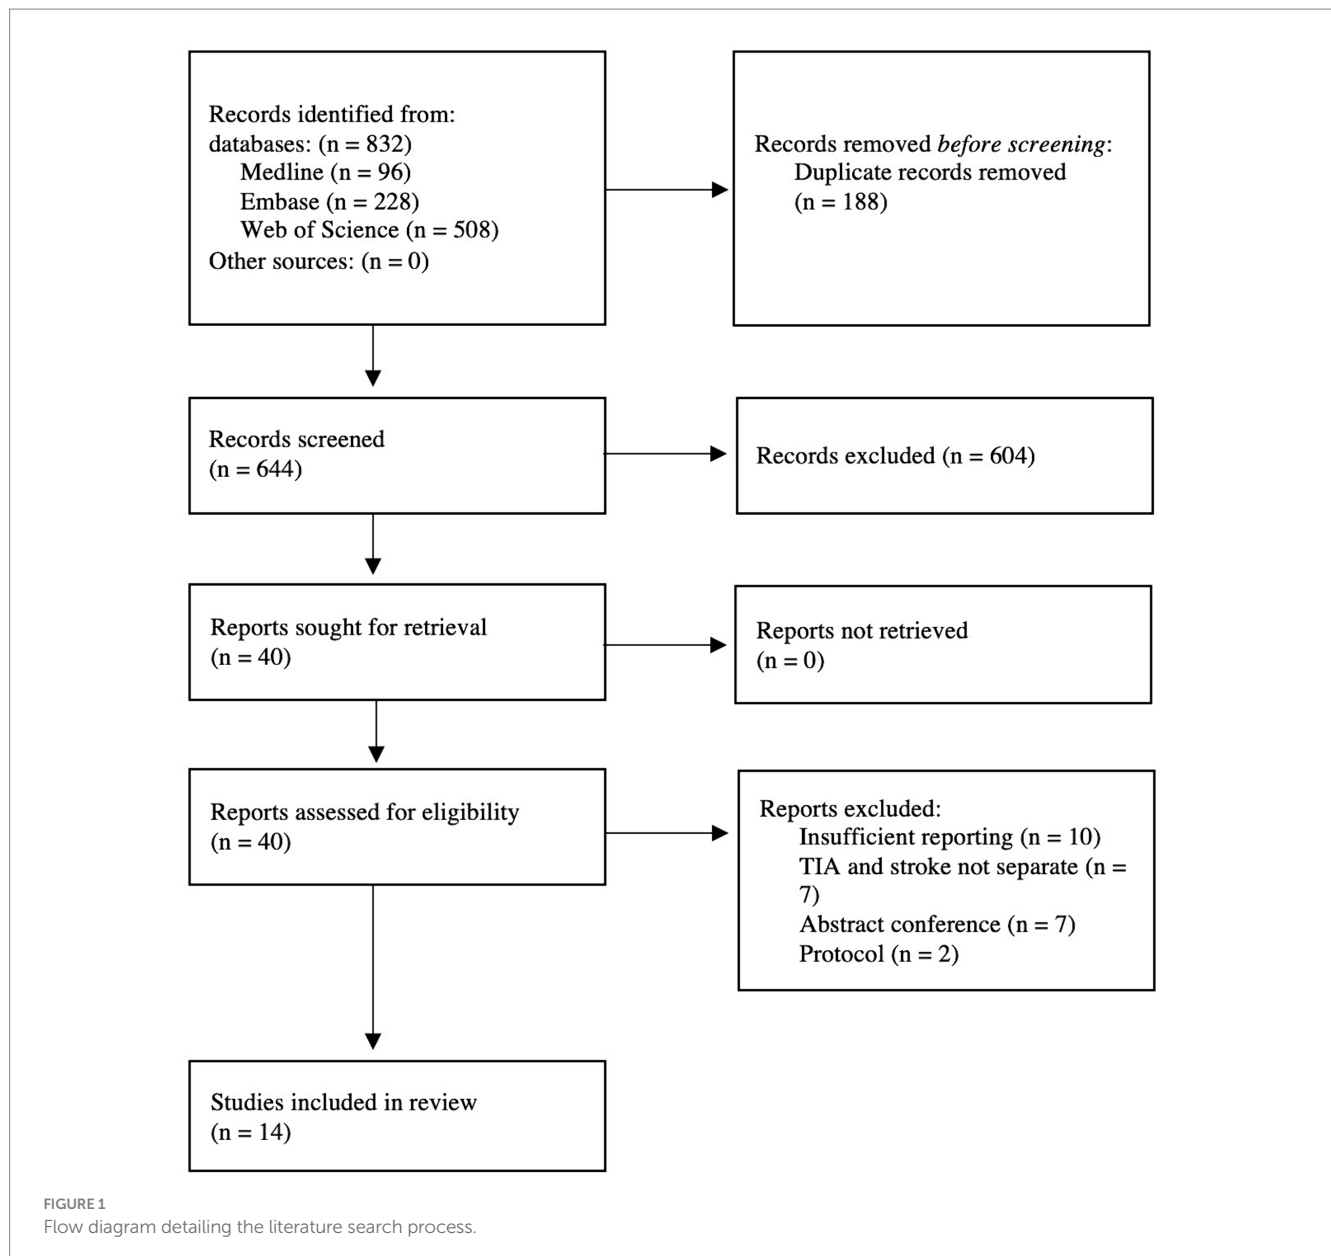 Records identified from:
databases: (n = 832)
Medline (n = 96)
Embase (n = 228)
Web of Science (n = 508)
Other sources: (n = 0)
Records removed before screening:
Duplicate records removed
(n = 188)
Records screened
(n = 644)
Records excluded (n = 604)
Reports sought for retrieval
(n = 40)
Reports not retrieved
(n = 0)
Reports assessed for eligibility
(n = 40)
Reports excluded:
Insufficient reporting (n = 10)
TIA and stroke not separate (n =
7)
Abstract conference (n = 7)
Protocol (n = 2)
Studies included in review
(n = 14)
FIGURE 1
Flow diagram detailing the literature search process.